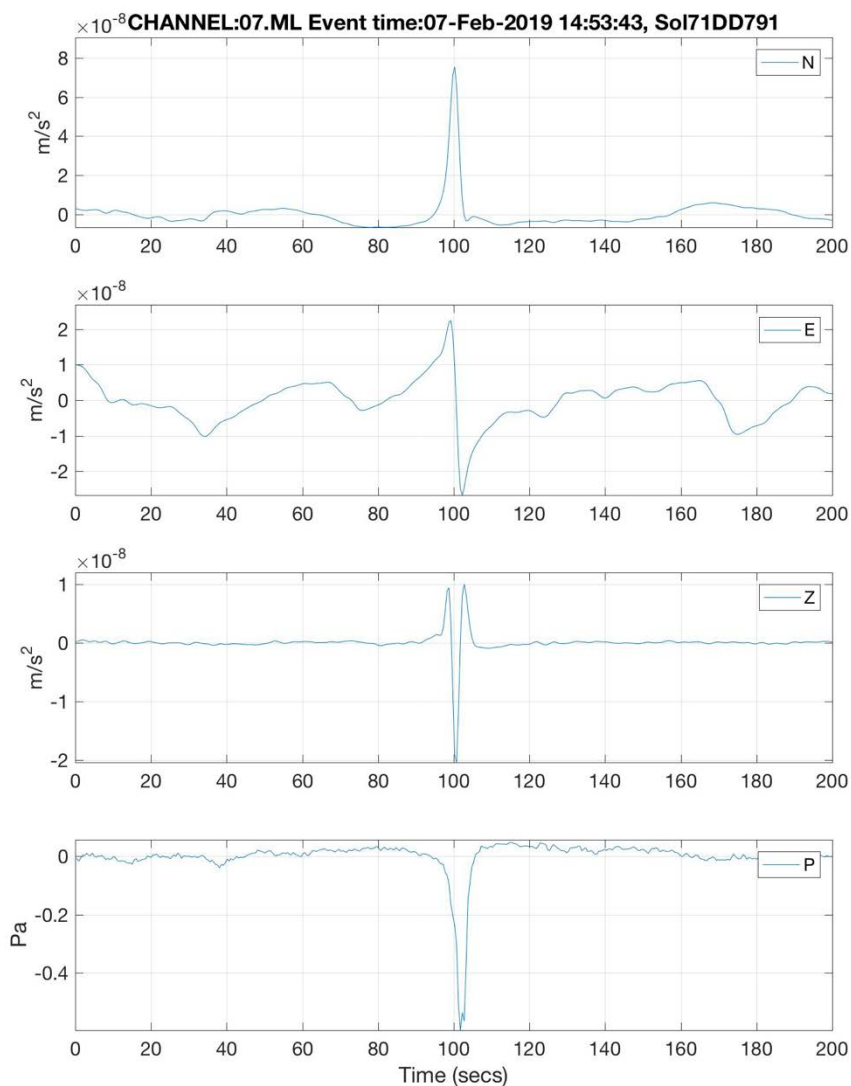 ×10⁻⁸ CHANNEL:07.ML Event time:07-Feb-2019 14:53:43, Sol71DD791
N
8
6
4
2
0
m/s²
0 20 40 60 80 100 120 140 160 180 200
×10⁻⁸
E
2
1
0
-1
-2
m/s²
0 20 40 60 80 100 120 140 160 180 200
×10⁻⁸
Z
1
0
-1
-2
m/s²
0 20 40 60 80 100 120 140 160 180 200
P
0
-0.2
-0.4
Pa
0 20 40 60 80 100 120 140 160 180 200
Time (secs)